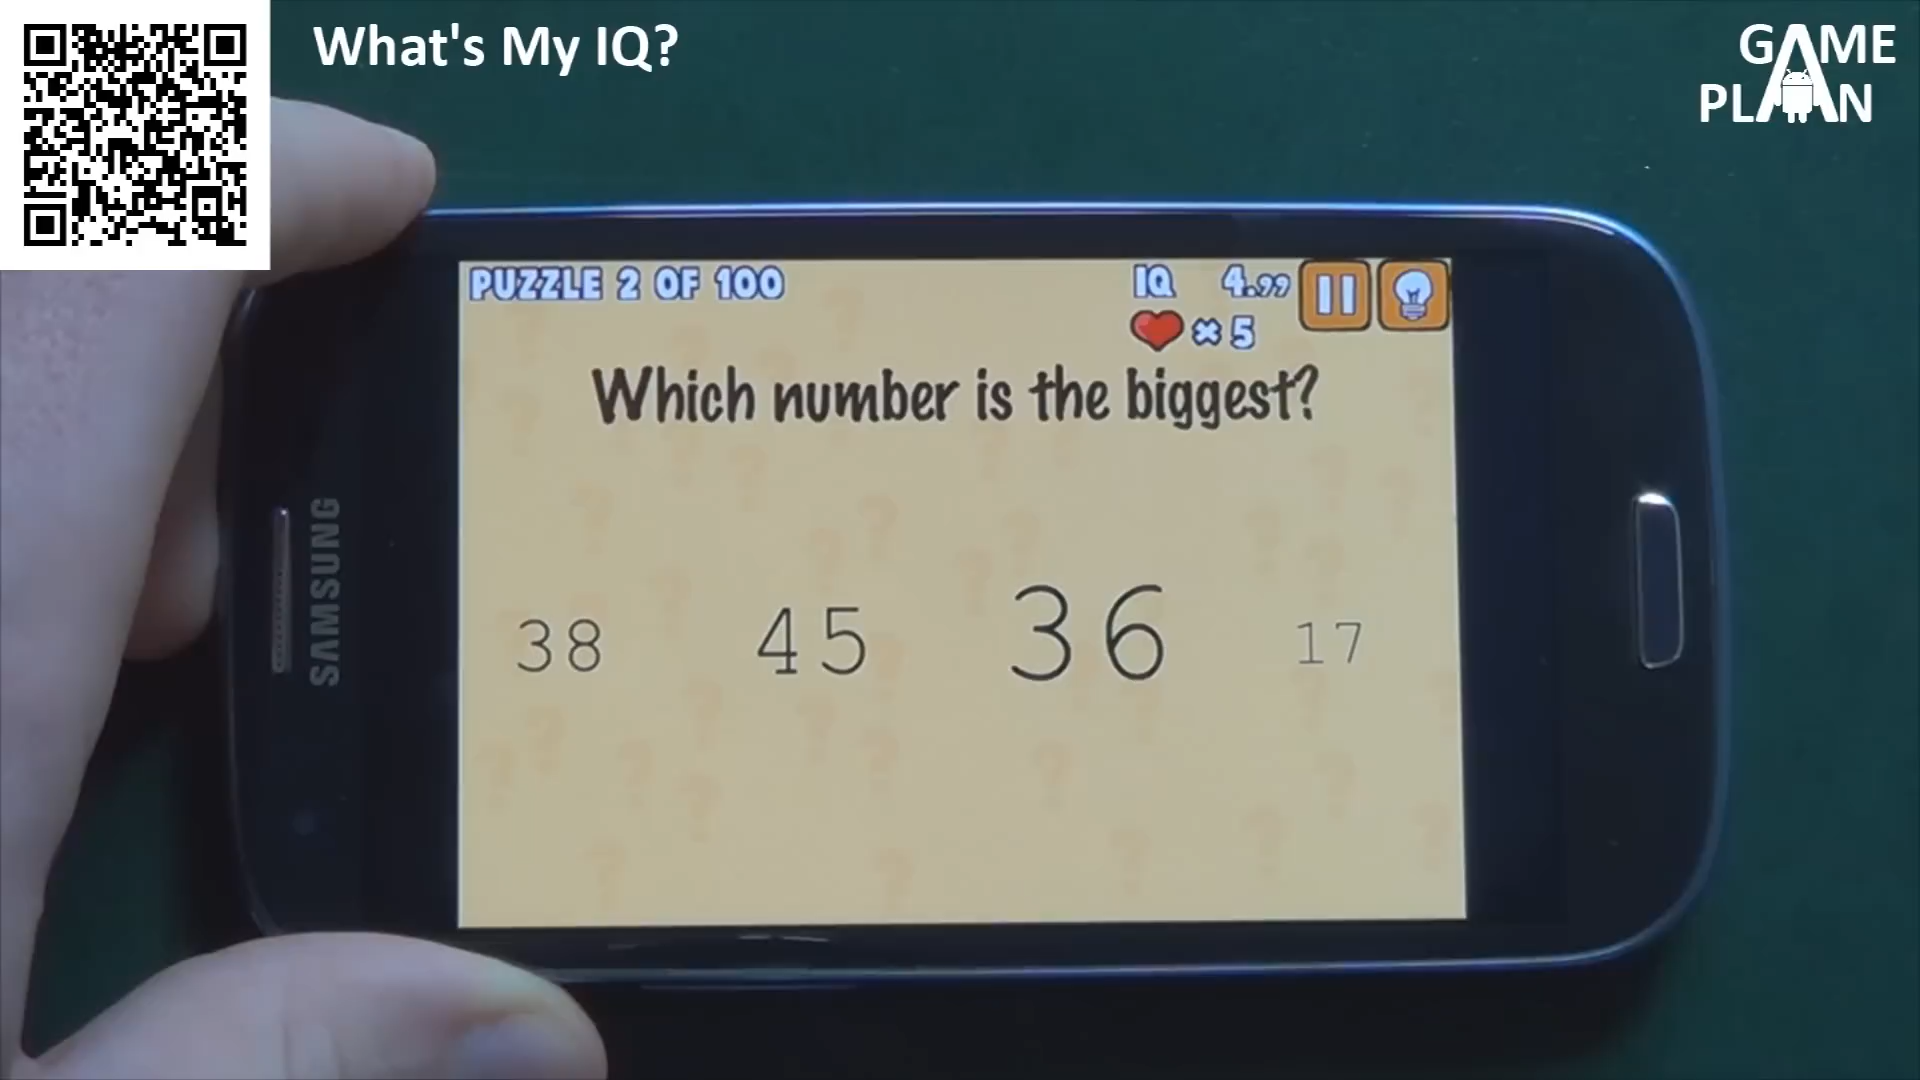 What's My IQ?
GAME
PLAN
SAMSUNG
PUZZLE 2 OF 100
IQ 4.99
× 5
Which number is the biggest?
38 45 36 17